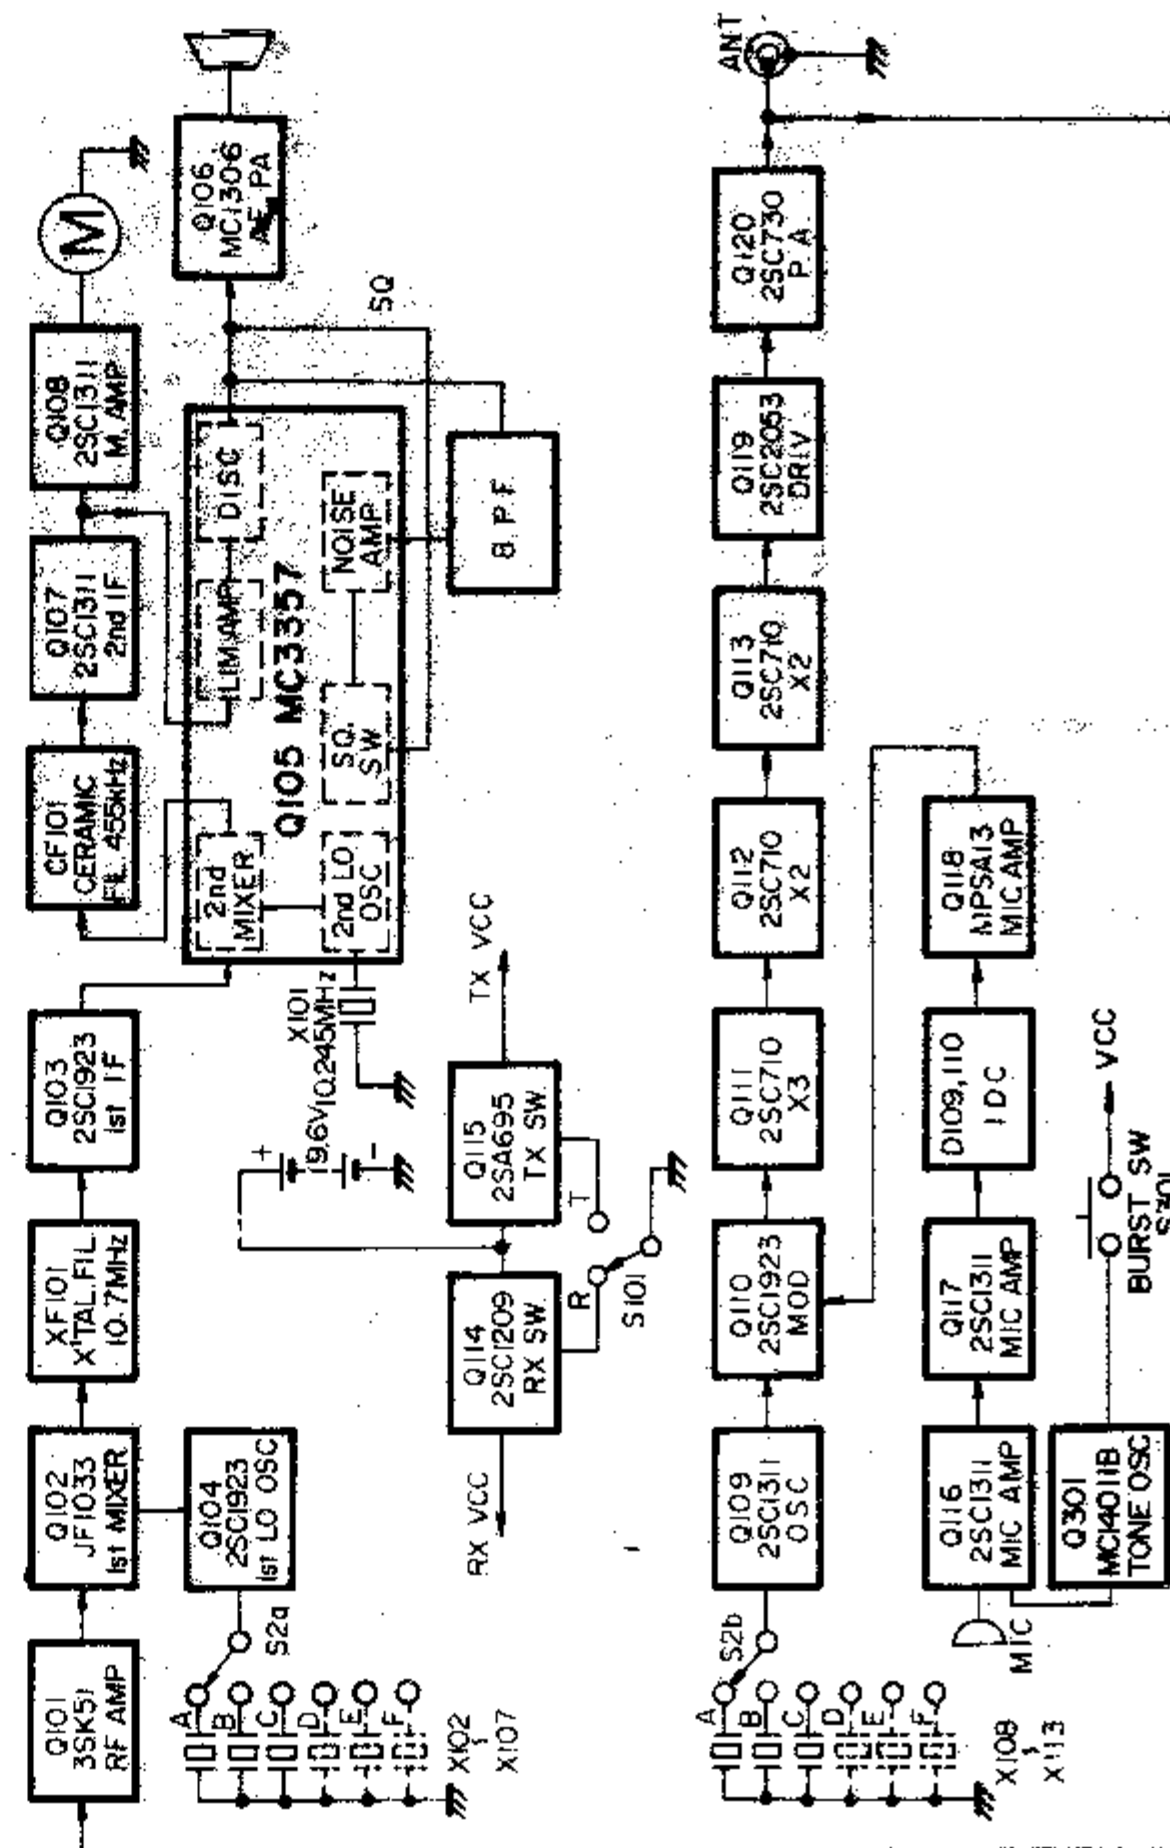 Q101
3SK51
RF AMP
Q102
JF1033
1st MIXER
XF101
X'TAL.FIL.
10.7MHz
Q103
2SC1923
1st IF
CF101
CERAMIC
FIL. 455kHz
Q107
2SC1311
2nd IF
Q108
2SC1311
M. AMP
M
Q104
2SC1923
1st LO OSC
S2a
A
B
C
D
E
F
X102
X107
2nd
MIXER
LIM.AMP
DISC
Q105 MC3357
2nd LO
OSC
SQ.
SW
NOISE
AMP
Q106
MC1306
A.F. PA
SQ
B.P.F.
X101
10.245MHz
+
9.6V
-
RX VCC
Q114
2SC1209
RX SW.
Q115
2SA695
TX SW.
TX VCC
R
T
S101
S2b
A
B
C
D
E
F
X108
X113
Q109
2SC1311
OSC
Q110
2SC1923
MOD
Q111
2SC710
X3
Q112
2SC710
X2
Q113
2SC710
X2
Q119
2SC2053
DRIV
Q120
2SC730
P.A
ANT
MIC
Q116
2SC1311
MIC AMP
Q117
2SC1311
MIC AMP
D109,110
IDC
Q118
MPSA13
MIC AMP
Q301
MC14011B
TONE OSC
BURST SW
S301
VCC